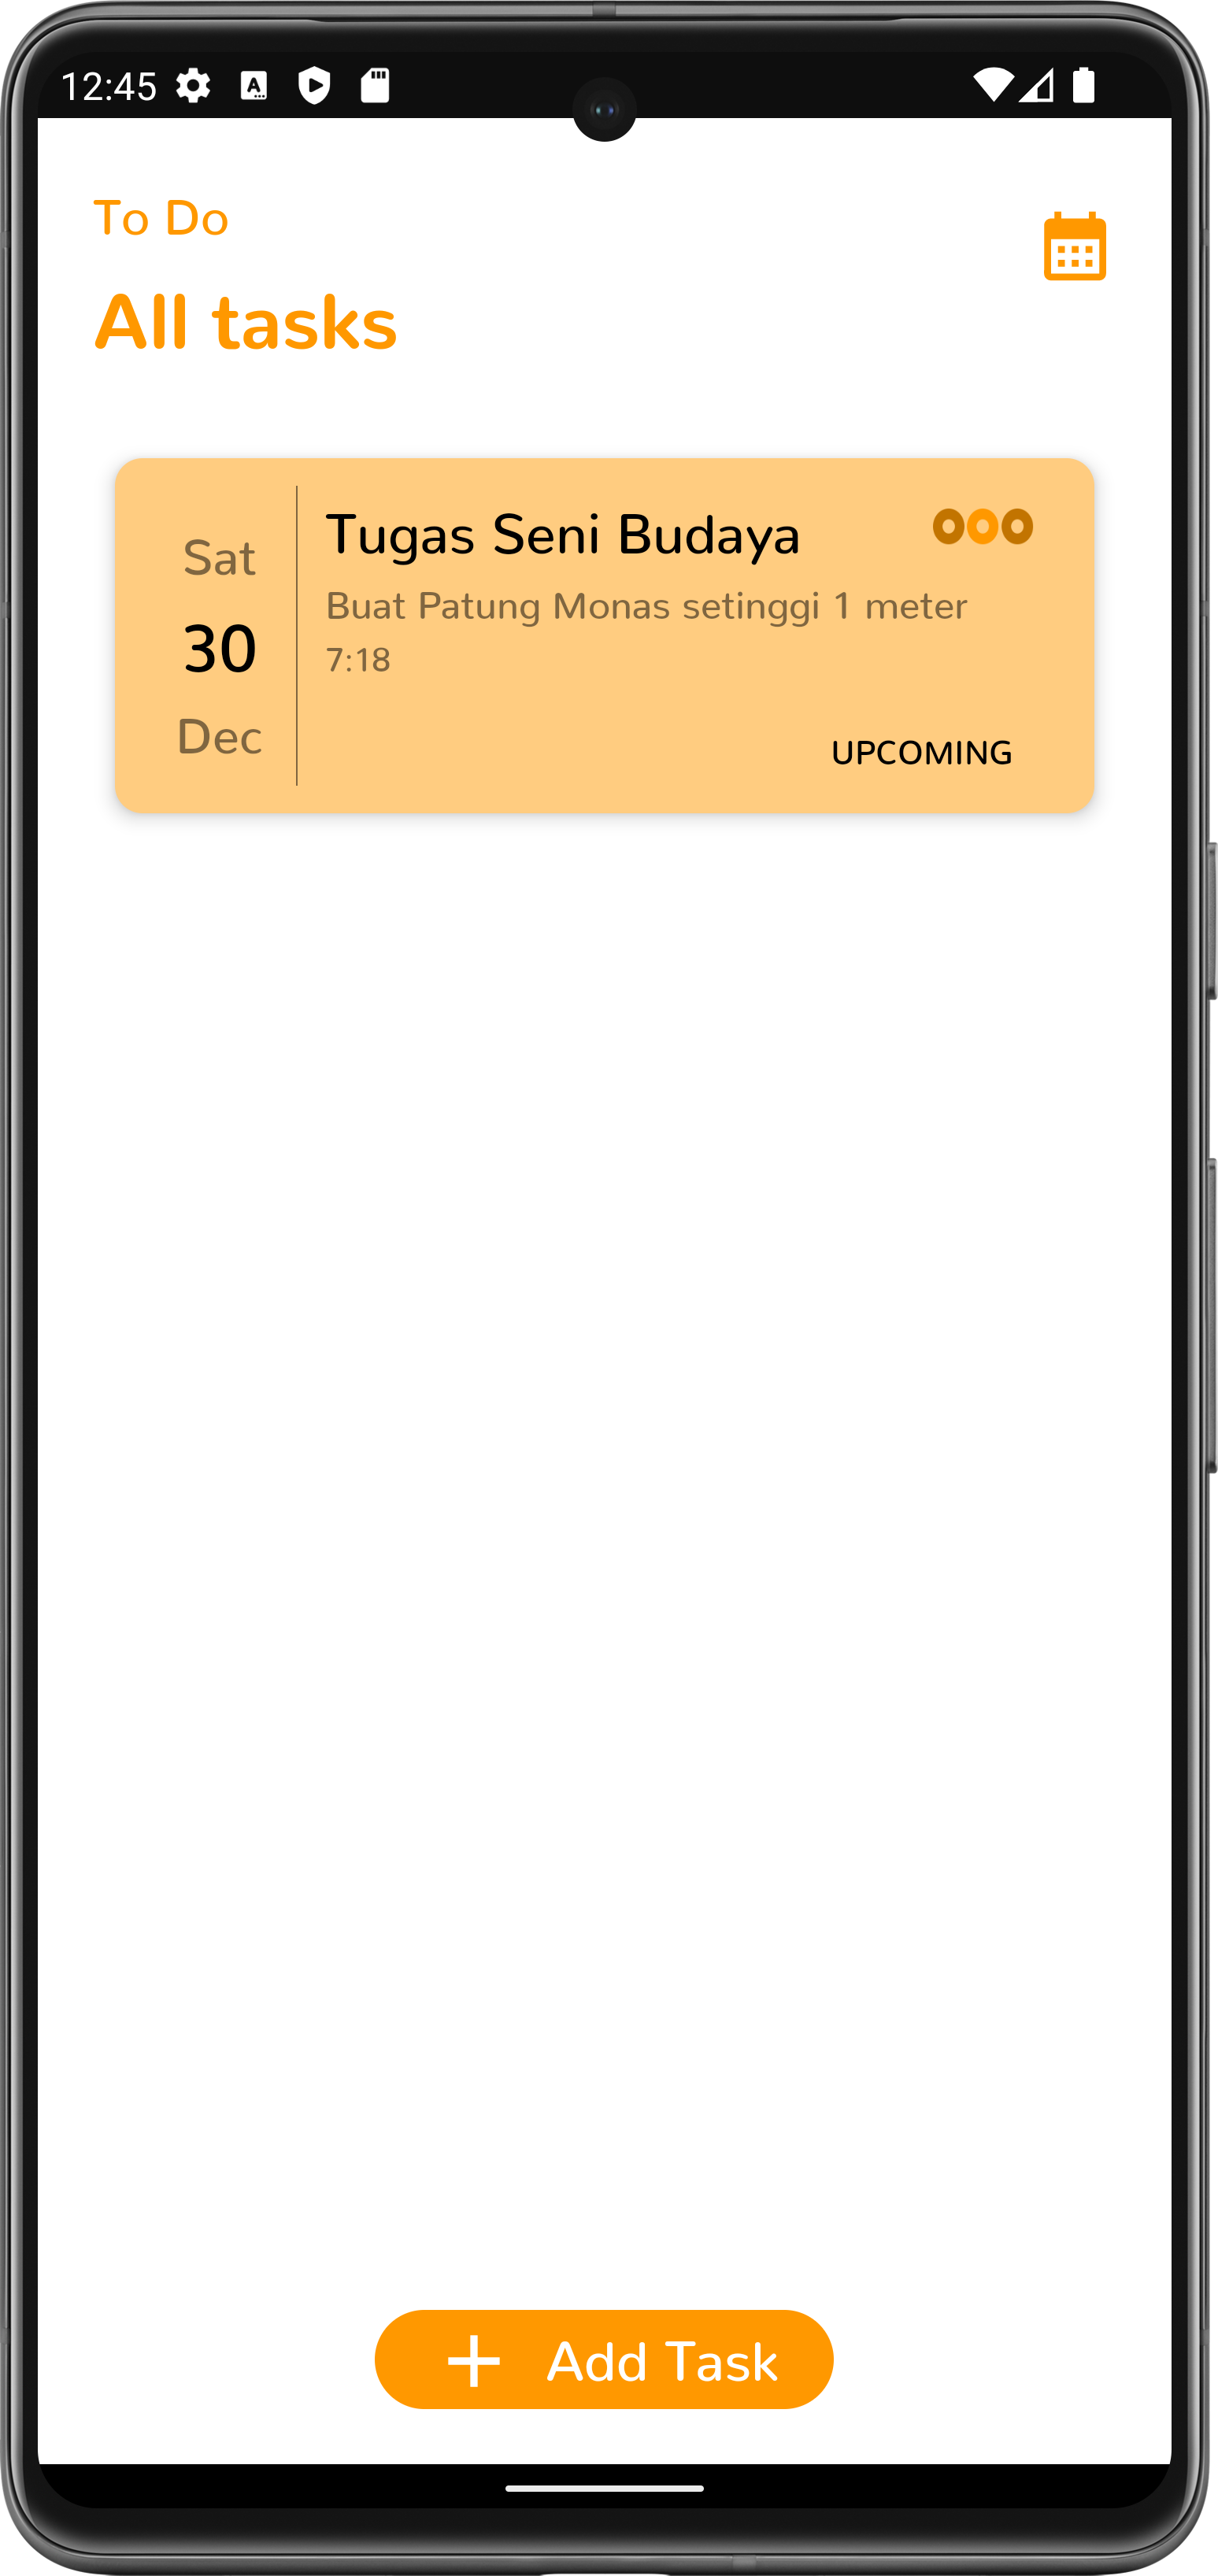 12:45
To Do
All tasks
Sat
30
Dec
Tugas Seni Budaya
Buat Patung Monas setinggi 1 meter
7:18
UPCOMING
Add Task